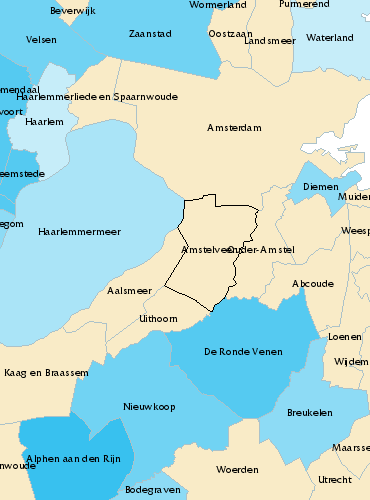 Beverwijk
Wormerland
Purmerend
Velsen
Zaanstad
Oostzaan
Landsmeer
Waterland
mendaal
Haarlemmerliede en Spaarnwoude
voort
Haarlem
Amsterdam
eemstede
Diemen
Muiden
egom
Haarlemmermeer
Weesp
Amstelveen
Ouder-Amstel
Aalsmeer
Abcoude
Uithoorn
Loenen
De Ronde Venen
Wijdem
Kaag en Braassem
Nieuwkoop
Breukelen
Maarsse
Alphen aan den Rijn
nwoude
Woerden
Bodegraven
Utrecht